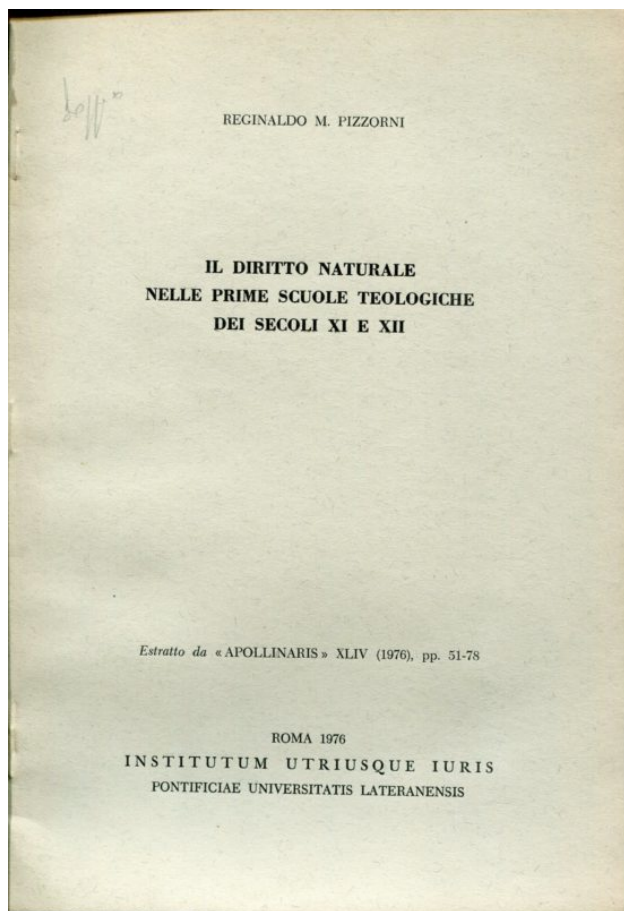 REGINALDO M. PIZZORNI
IL DIRITTO NATURALE
NELLE PRIME SCUOLE TEOLOGICHE
DEI SECOLI XI E XII
Estratto da « APOLLINARIS » XLIV (1976), pp. 51-78
ROMA 1976
INSTITUTUM UTRIUSQUE IURIS
PONTIFICIAE UNIVERSITATIS LATERANENSIS